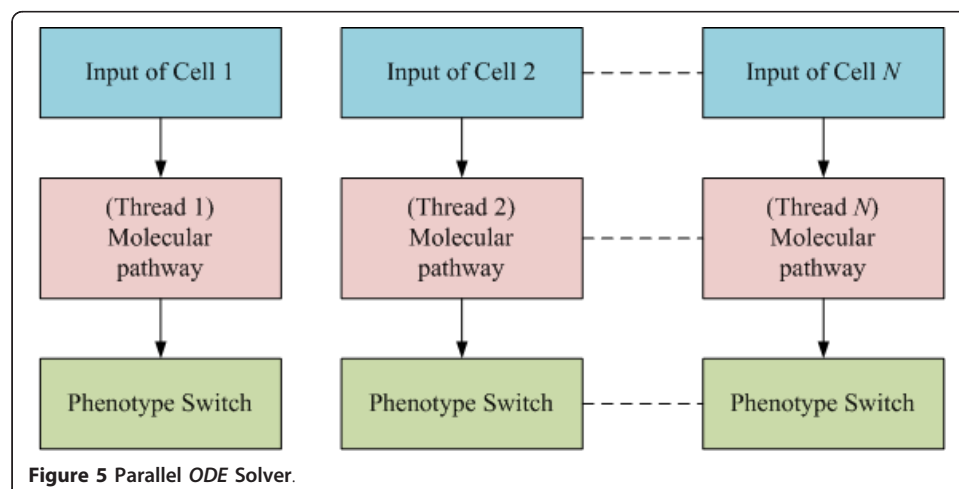 Input of Cell 1
Input of Cell 2
Input of Cell N
(Thread 1)
Molecular
pathway
(Thread 2)
Molecular
pathway
(Thread N)
Molecular
pathway
Phenotype Switch
Phenotype Switch
Phenotype Switch
Figure 5 Parallel ODE Solver.